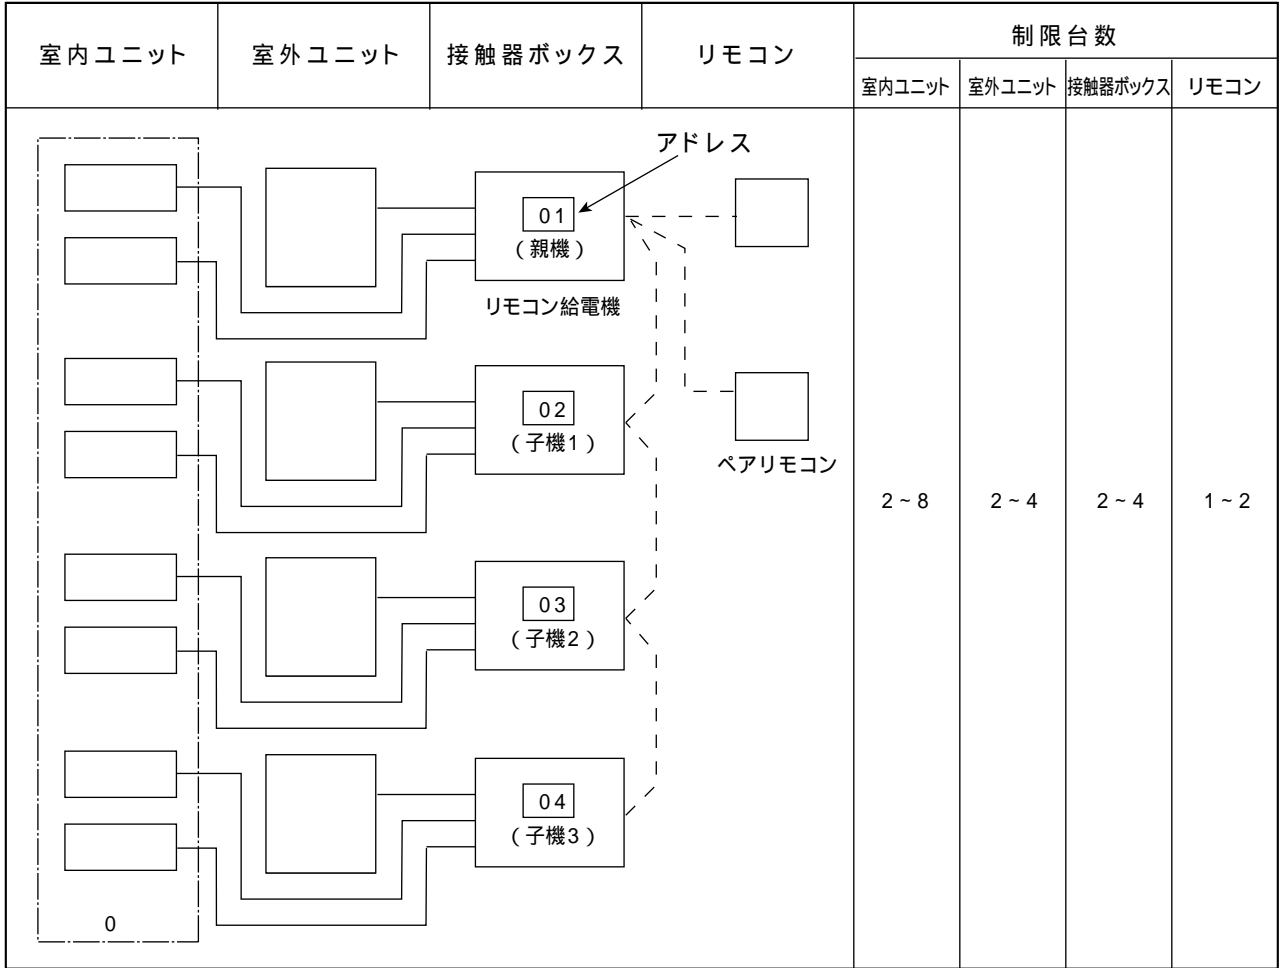 室内ユニット
室外ユニット
接触器ボックス
リモコン
制限台数
室内ユニット
室外ユニット
接触器ボックス
リモコン
アドレス
01
(親機)
リモコン給電機
02
(子機1)
ペアリモコン
2~8
2~4
2~4
1~2
03
(子機2)
04
(子機3)
0